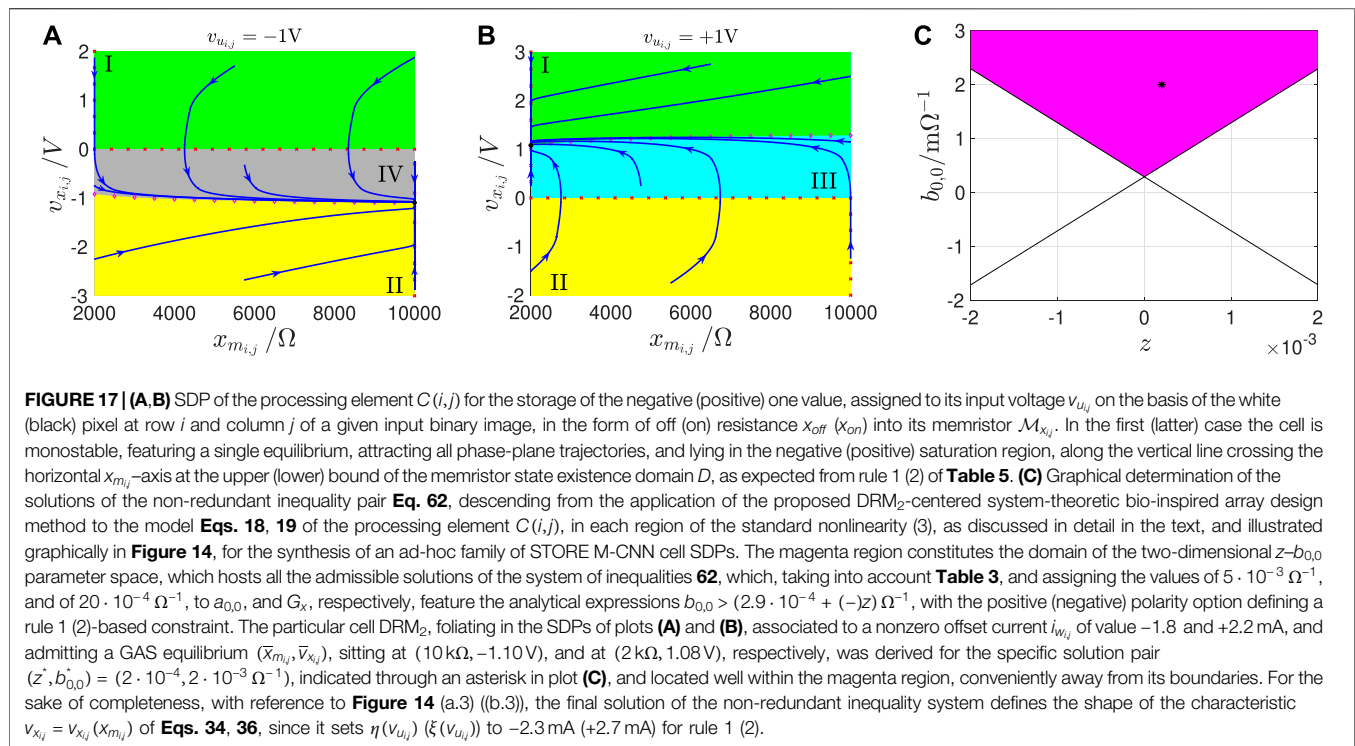 A
v_{u_{i,j}} = −1V
B
v_{u_{i,j}} = +1V
C
2
1
0
-1
-2
-3
v_{x_{i,j}} /V
I
IV
II
2000 4000 6000 8000 10000
x_{m_{i,j}} /Ω
3
2
1
0
-1
-2
v_{x_{i,j}} /V
I
III
II
2000 4000 6000 8000 10000
x_{m_{i,j}} /Ω
3
2
1
0
-1
-2
b_{0,0}/mΩ^{−1}
*
-2 -1 0 1 2
z
×10^{-3}
FIGURE 17 | (A,B) SDP of the processing element C(i,j) for the storage of the negative (positive) one value, assigned to its input voltage v_{u_{i,j}} on the basis of the white
(black) pixel at row i and column j of a given input binary image, in the form of off (on) resistance x_{off} (x_{on}) into its memristor M_{x_{i,j}}. In the first (latter) case the cell is
monostable, featuring a single equilibrium, attracting all phase-plane trajectories, and lying in the negative (positive) saturation region, along the vertical line crossing the
horizontal x_{m_{i,j}}–axis at the upper (lower) bound of the memristor state existence domain D, as expected from rule 1 (2) of Table 5. (C) Graphical determination of the
solutions of the non-redundant inequality pair Eq. 62, descending from the application of the proposed DRM₂-centered system-theoretic bio-inspired array design
method to the model Eqs. 18, 19 of the processing element C(i,j), in each region of the standard nonlinearity (3), as discussed in detail in the text, and illustrated
graphically in Figure 14, for the synthesis of an ad-hoc family of STORE M-CNN cell SDPs. The magenta region constitutes the domain of the two-dimensional z–b_{0,0}
parameter space, which hosts all the admissible solutions of the system of inequalities 62, which, taking into account Table 3, and assigning the values of 5 · 10^{−3} Ω^{−1},
and of 20 · 10^{−4} Ω^{−1}, to a_{0,0}, and G_x, respectively, feature the analytical expressions b_{0,0} > (2.9 · 10^{−4} + (−)z) Ω^{−1}, with the positive (negative) polarity option defining a
rule 1 (2)-based constraint. The particular cell DRM₂, foliating in the SDPs of plots (A) and (B), associated to a nonzero offset current i_{w_{i,j}} of value −1.8 and +2.2 mA, and
admitting a GAS equilibrium (x̄_{m_{i,j}}, v̄_{x_{i,j}}), sitting at (10 kΩ, −1.10 V), and at (2 kΩ, 1.08 V), respectively, was derived for the specific solution pair
(z^*, b^*_{0,0}) = (2 · 10^{−4}, 2 · 10^{−3} Ω^{−1}), indicated through an asterisk in plot (C), and located well within the magenta region, conveniently away from its boundaries. For the
sake of completeness, with reference to Figure 14 (a.3) ((b.3)), the final solution of the non-redundant inequality system defines the shape of the characteristic
v_{x_{i,j}} = v_{x_{i,j}}(x_{m_{i,j}}) of Eqs. 34, 36, since it sets η(v_{u_{i,j}}) (ξ(v_{u_{i,j}})) to −2.3 mA (+2.7 mA) for rule 1 (2).